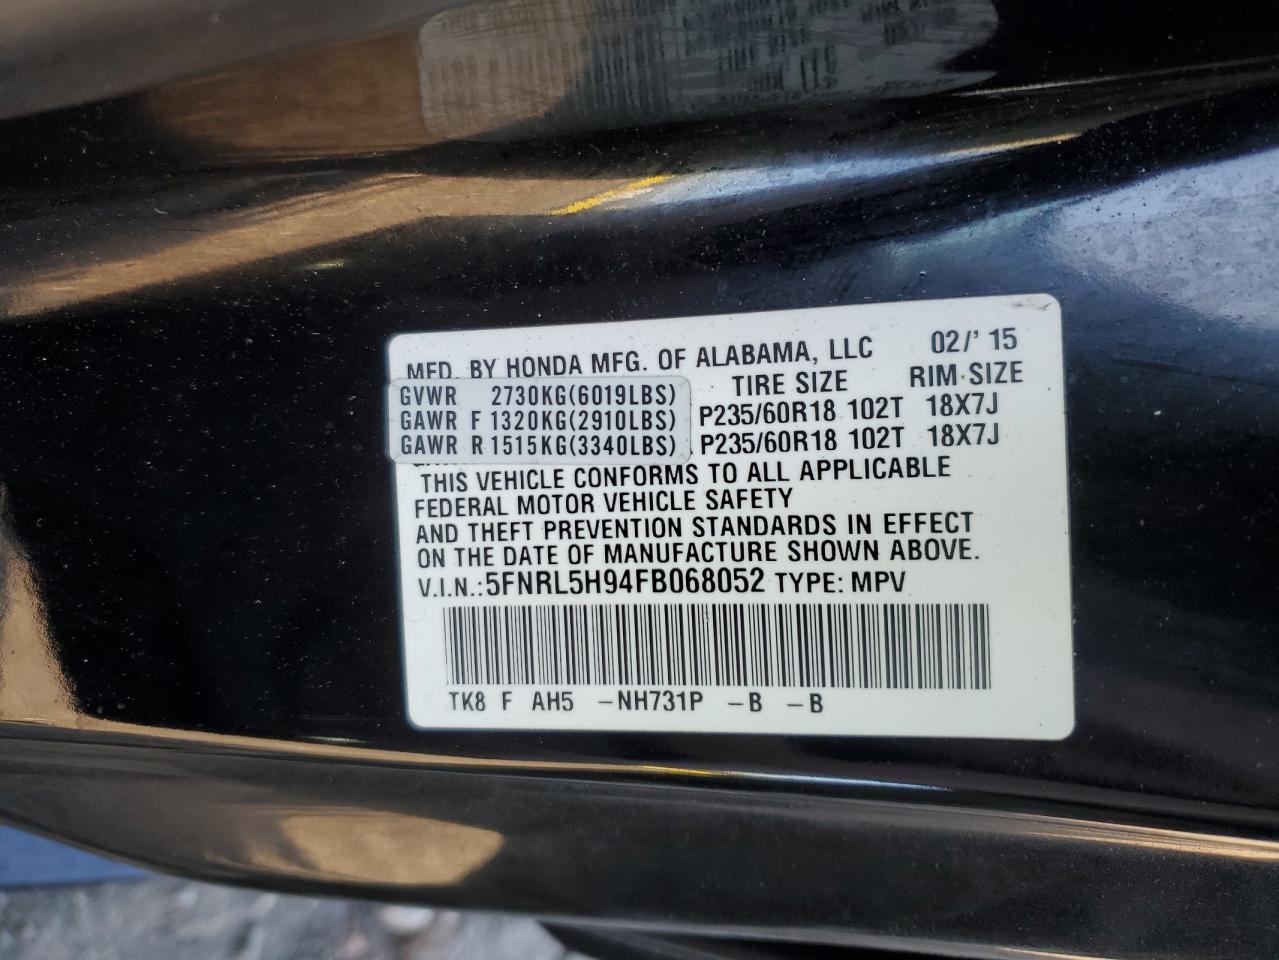 MFD. BY HONDA MFG. OF ALABAMA, LLC 02/'15
TIRE SIZE RIM SIZE
GVWR 2730KG(6019LBS)
GAWR F 1320KG(2910LBS) P235/60R18 102T 18X7J
GAWR R 1515KG(3340LBS) P235/60R18 102T 18X7J
THIS VEHICLE CONFORMS TO ALL APPLICABLE
FEDERAL MOTOR VEHICLE SAFETY
AND THEFT PREVENTION STANDARDS IN EFFECT
ON THE DATE OF MANUFACTURE SHOWN ABOVE.
V.I.N.:5FNRL5H94FB068052 TYPE: MPV
TK8 F AH5 -NH731P -B -B